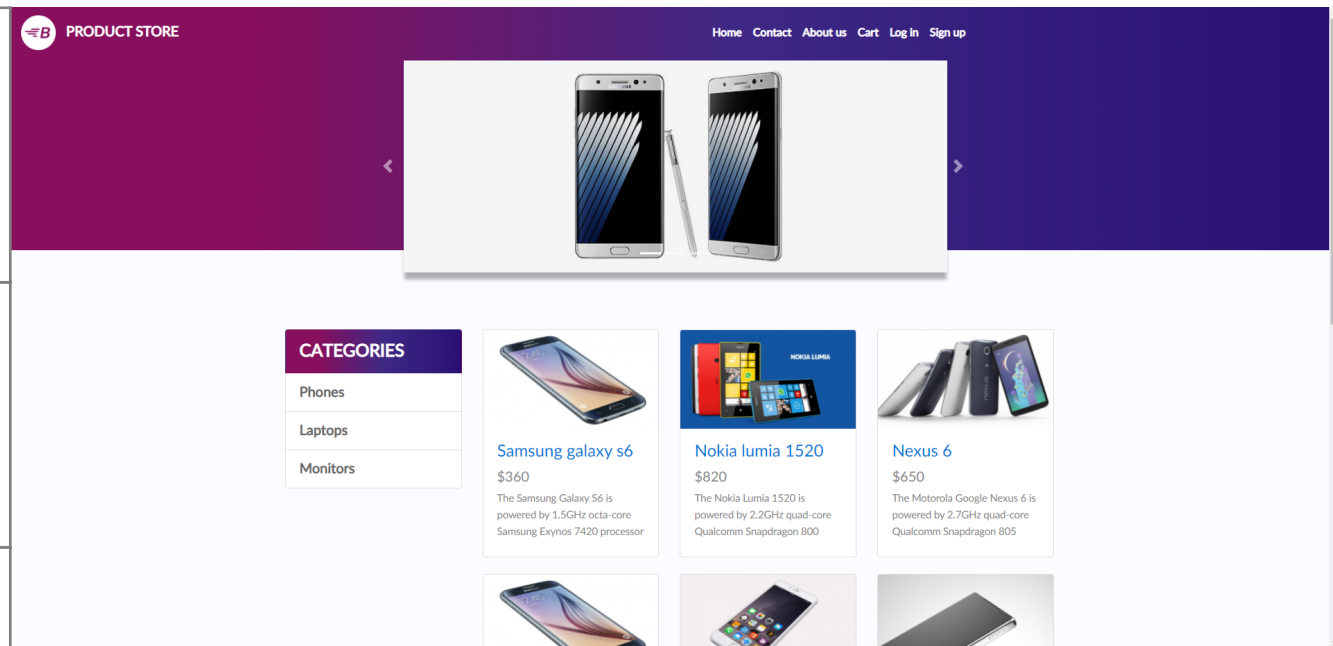 B PRODUCT STORE
Home Contact About us Cart Log in Sign up
CATEGORIES
Phones
Laptops
Monitors
NOKIA LUMIA
Samsung galaxy s6
$360
The Samsung Galaxy S6 is
powered by 1.5GHz octa-core
Samsung Exynos 7420 processor
Nokia lumia 1520
$820
The Nokia Lumia 1520 is
powered by 2.2GHz quad-core
Qualcomm Snapdragon 800
Nexus 6
$650
The Motorola Google Nexus 6 is
powered by 2.7GHz quad-core
Qualcomm Snapdragon 805